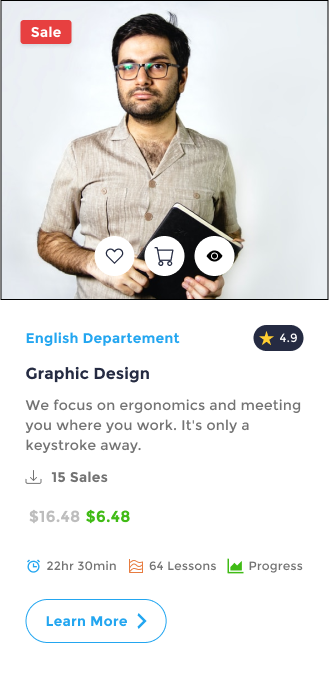 Sale
English Departement
4.9
Graphic Design
We focus on ergonomics and meeting
you where you work. It's only a
keystroke away.
15 Sales
$16.48 $6.48
22hr 30min 64 Lessons Progress
Learn More